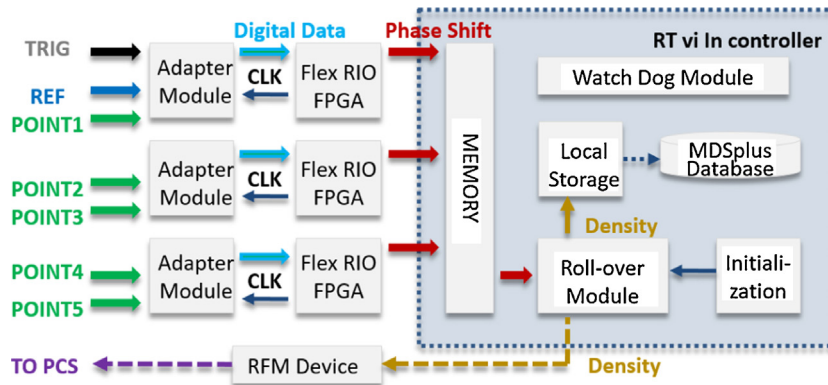 TRIG
REF
POINT1
Adapter
Module
Digital Data
CLK
Flex RIO
FPGA
Phase Shift
POINT2
POINT3
Adapter
Module
CLK
Flex RIO
FPGA
POINT4
POINT5
Adapter
Module
CLK
Flex RIO
FPGA
MEMORY
RT vi In controller
Watch Dog Module
Local
Storage
MDSplus
Database
Density
Roll-over
Module
Initiali-
zation
TO PCS
RFM Device
Density